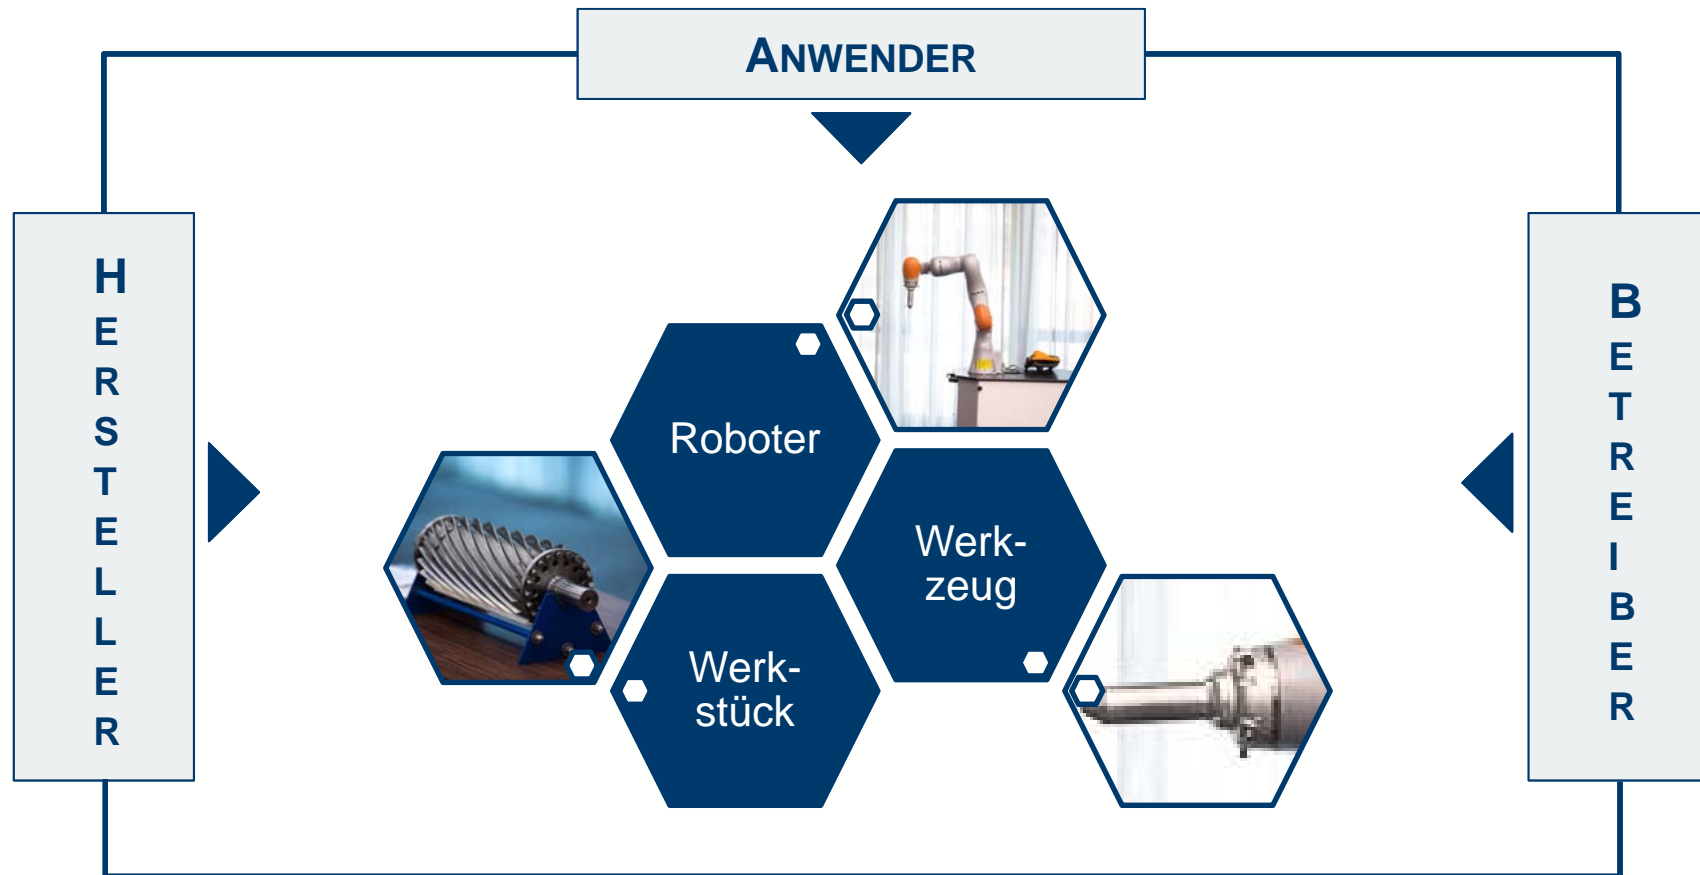 ANWENDER
HERSTELLER
BETREIBER
Roboter
Werk-
zeug
Werk-
stück